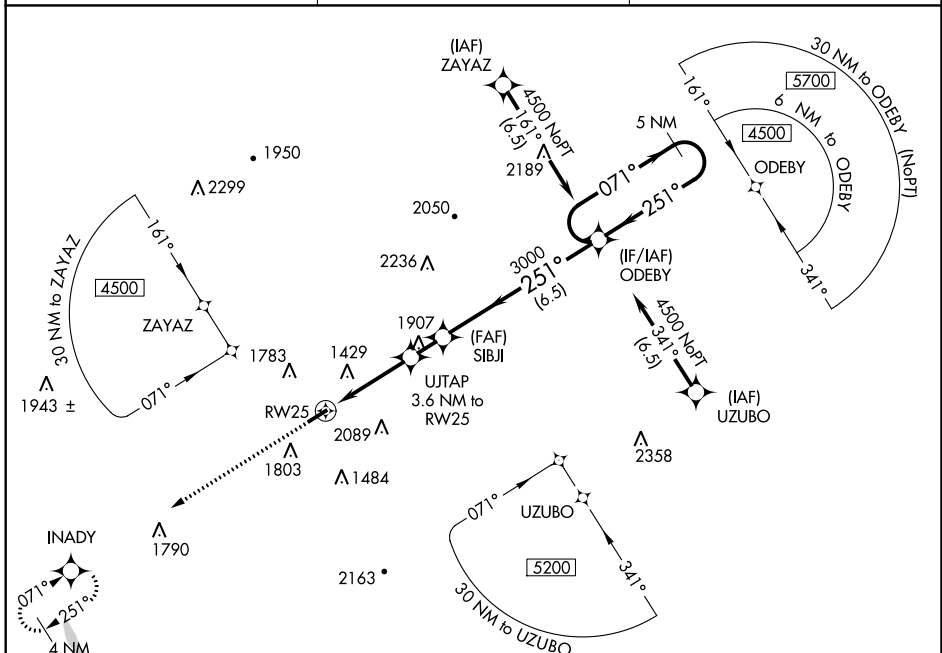 (IAF)
ZAYAZ
4500 NoPT
161°
(6.5)
2189
5 NM
071°
251°
30 NM to ODEBY (NoPT)
5700
6 NM to ODEBY
4500
161°
ODEBY
341°
1950
2299
2050
2236
3000
251°
(6.5)
(IF/IAF)
ODEBY
161°
30 NM to ZAYAZ
4500
ZAYAZ
071°
1943 ±
1783
1429
1907
(FAF)
SIBJI
UJTAP
3.6 NM to
RW25
RW25
2089
1803
1484
4500 NoPT
341°
(6.5)
(IAF)
UZUBO
2358
1790
INADY
071°
251°
4 NM
2163
071°
UZUBO
5200
341°
30 NM to UZUBO